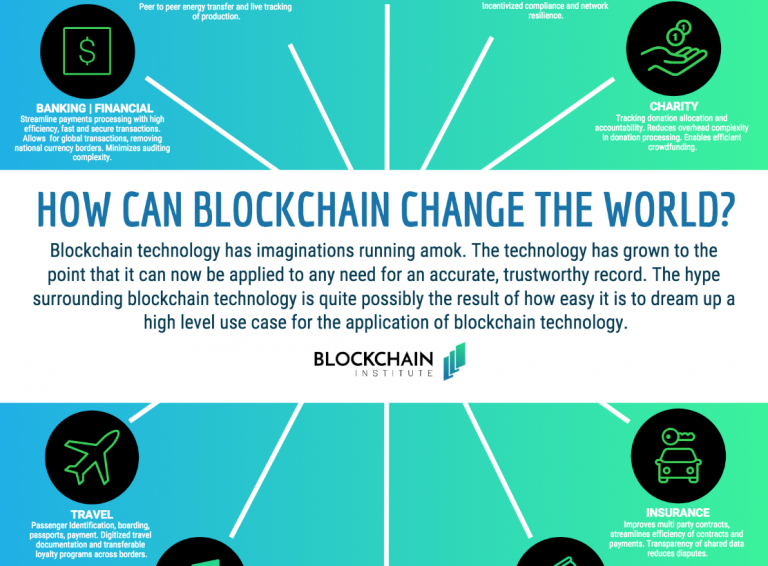 Peer to peer energy transfer and live tracking
of production.
Incentivized compliance and network
resilience.
$
BANKING | FINANCIAL
Streamline payments processing with high
efficiency, fast and secure transactions.
Allows for global transactions, removing
national currency borders. Minimizes auditing
complexity.
1
1
CHARITY
Tracking donation allocation and
accountability. Reduces overhead complexity
in donation processing. Enables efficient
crowdfunding.
HOW CAN BLOCKCHAIN CHANGE THE WORLD?
Blockchain technology has imaginations running amok. The technology has grown to the
point that it can now be applied to any need for an accurate, trustworthy record. The hype
surrounding blockchain technology is quite possibly the result of how easy it is to dream up a
high level use case for the application of blockchain technology.
BLOCKCHAIN
INSTITUTE
TRAVEL
Passenger Identification, boarding,
passports, payment. Digitized travel
documentation and transferable
loyalty programs across borders.
INSURANCE
Improves multi party contracts,
streamlines efficiency of contracts and
payments. Transparency of shared data
reduces disputes.